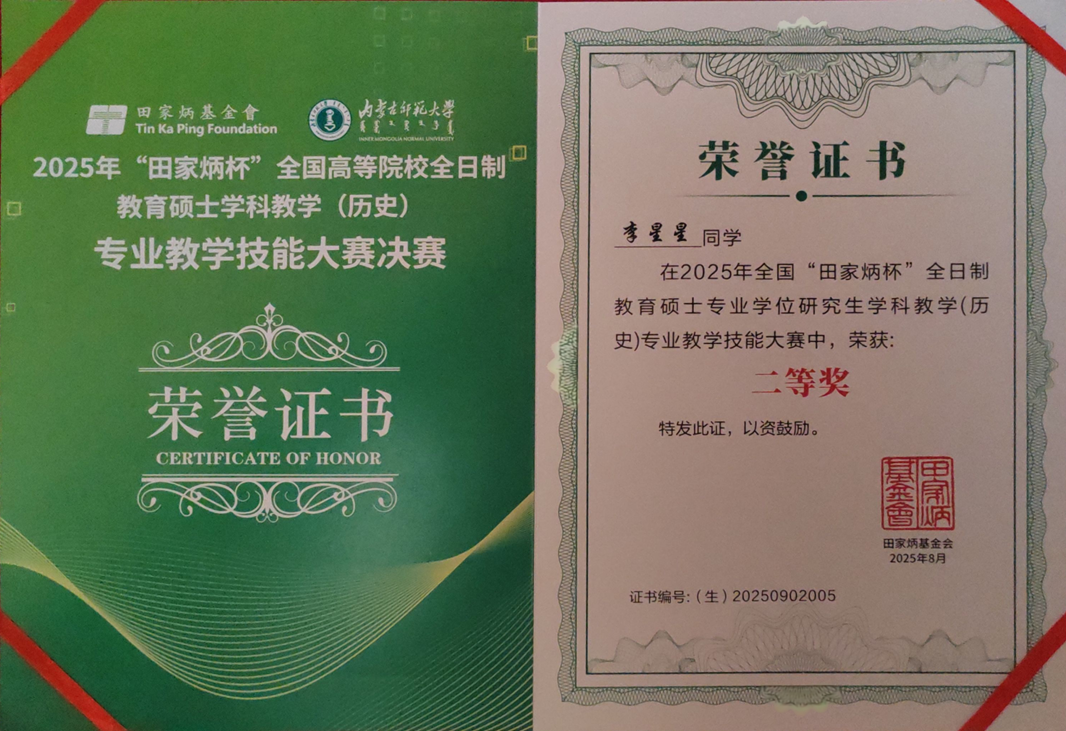 田家炳基金會
Tin Ka Ping Foundation
内蒙古师范大学
INNER MONGOLIA NORMAL UNIVERSITY
2025年“田家炳杯”全国高等院校全日制
教育硕士学科教学（历史）
专业教学技能大赛决赛
荣誉证书
CERTIFICATE OF HONOR
荣誉证书
李星星同学
在2025年全国“田家炳杯”全日制
教育硕士专业学位研究生学科教学(历
史)专业教学技能大赛中，荣获:
二等奖
特发此证，以资鼓励。
田家炳
基金會
田家炳基金会
2025年8月
证书编号:（生）20250902005